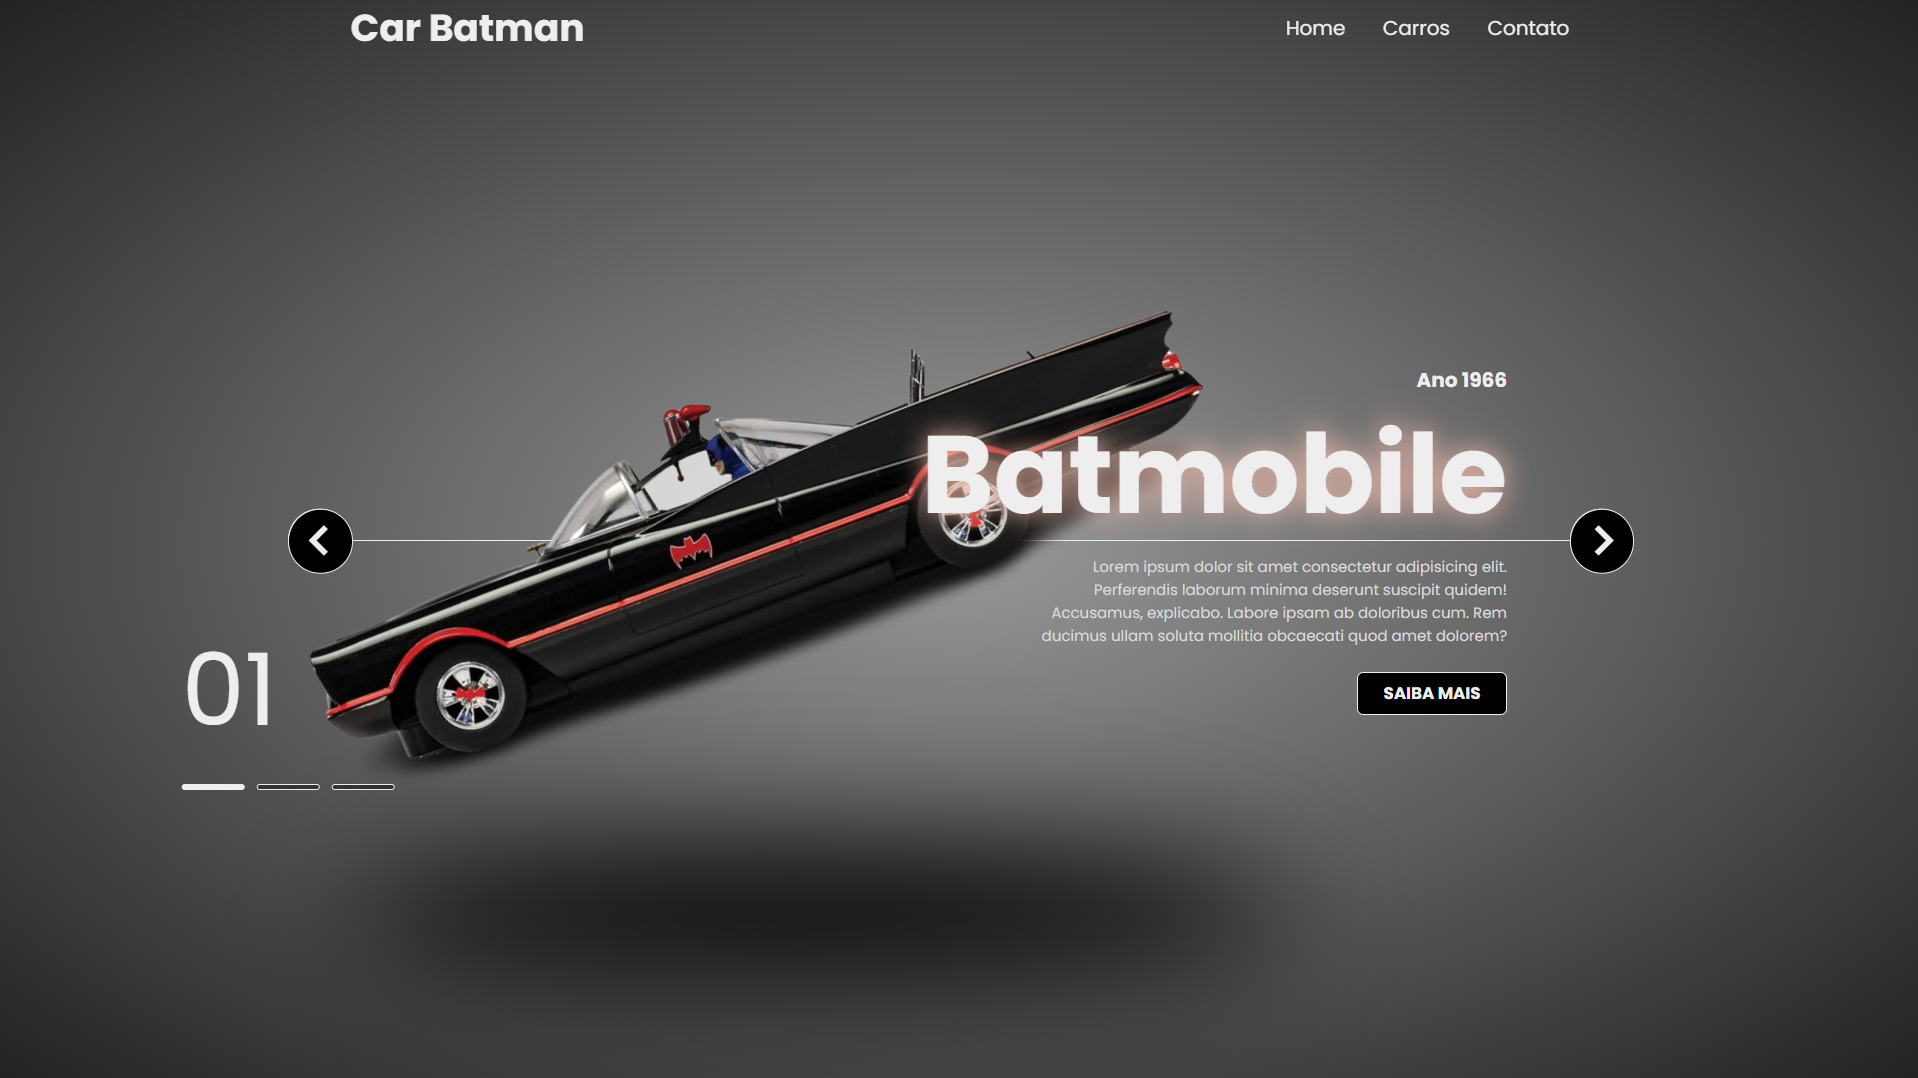 Car Batman
Home Carros Contato
Ano 1966
Batmobile
Lorem ipsum dolor sit amet consectetur adipisicing elit.
Perferendis laborum minima deserunt suscipit quidem!
Accusamus, explicabo. Labore ipsam ab doloribus cum. Rem
ducimus ullam soluta mollitia obcaecati quod amet dolorem?
SAIBA MAIS
01